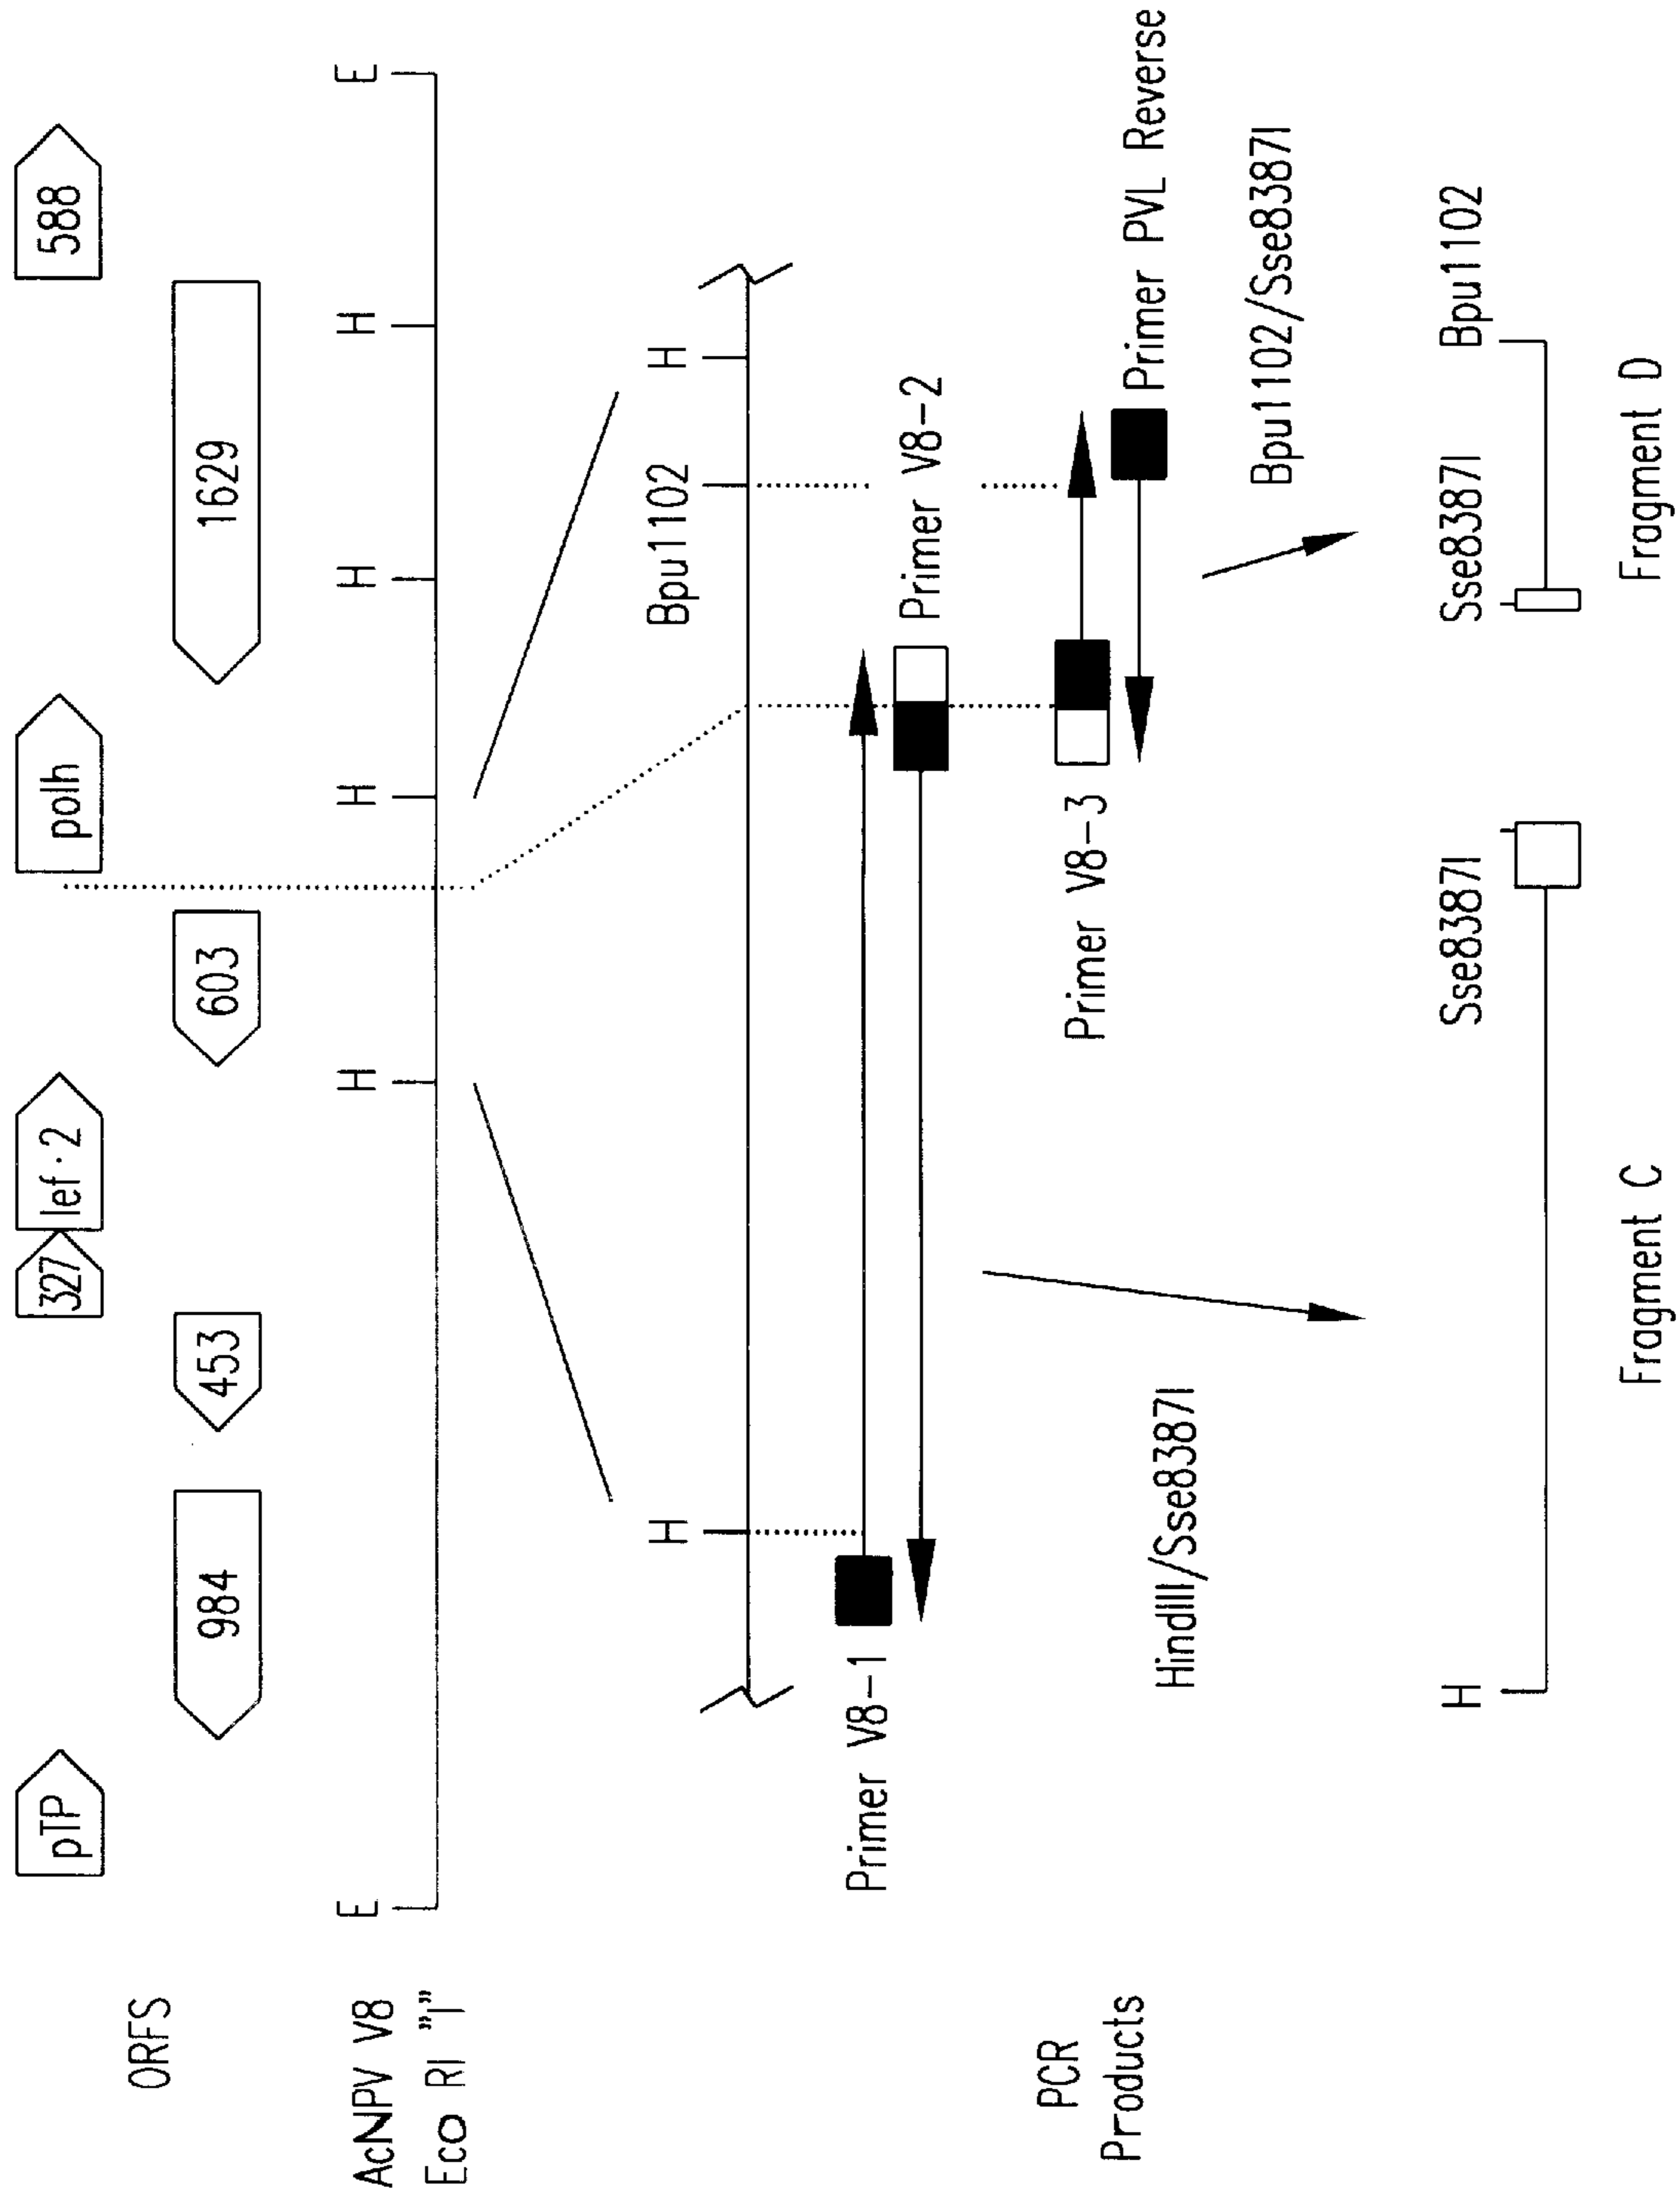 ORFS
pTP
984
453
327
lef·2
603
polh
1629
588
AcNPV V8
Eco RI "I"
E
H
H
H
H
E
H
Bpu1102
H
Primer V8-1
Primer V8-2
PCR
Products
Primer V8-3
Primer PVL Reverse
HindIII/Sse8387I
Bpu1102/Sse8387I
H
Sse8387I
Sse8387I
Bpu1102
Fragment C
Fragment D